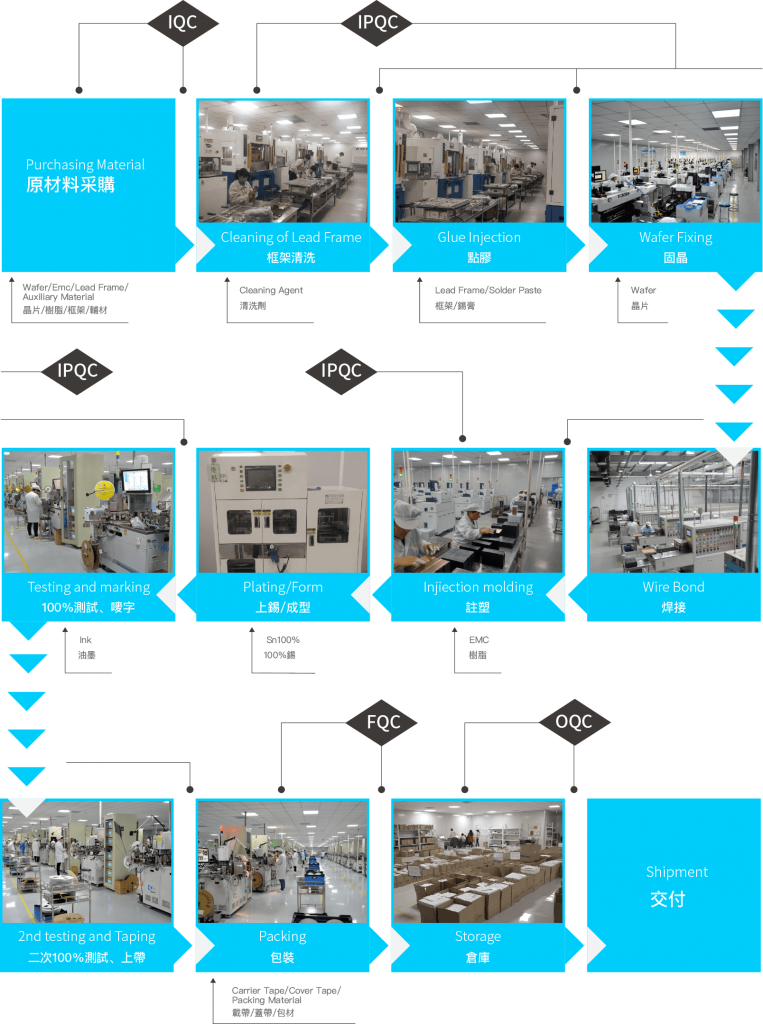 IQC
IPQC
Purchasing Material
原材料采購
Cleaning of Lead Frame
框架清洗
Glue Injection
點膠
Wafer Fixing
固晶
Wafer/Emc/Lead Frame/
Auxiliary Material
晶片/樹脂/框架/輔材
Cleaning Agent
清洗劑
Lead Frame/Solder Paste
框架/錫膏
Wafer
晶片
IPQC
IPQC
Testing and marking
100%測試、嘜字
Plating/Form
上錫/成型
Injiection molding
註塑
Wire Bond
焊接
Ink
油墨
Sn100%
100%錫
EMC
樹脂
FQC
OQC
2nd testing and Taping
二次100%測試、上帶
Packing
包裝
Storage
倉庫
Shipment
交付
Carrier Tape/Cover Tape/
Packing Material
載帶/蓋帶/包材